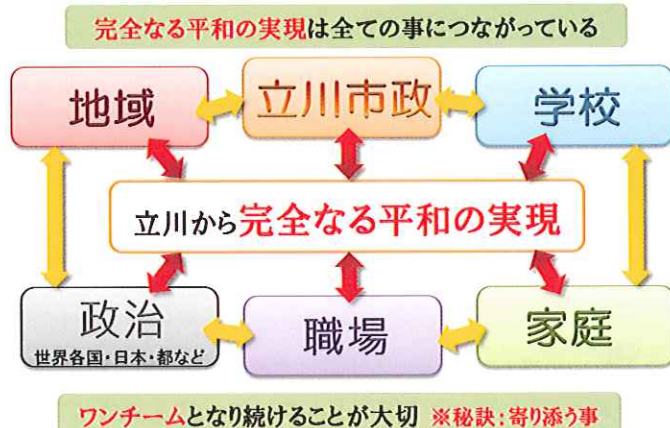 完全なる平和の実現は全ての事につながっている
地域
立川市政
学校
立川から完全なる平和の実現
政治
世界各国・日本・都など
職場
家庭
ワンチームとなり続けることが大切 ※秘訣:寄り添う事